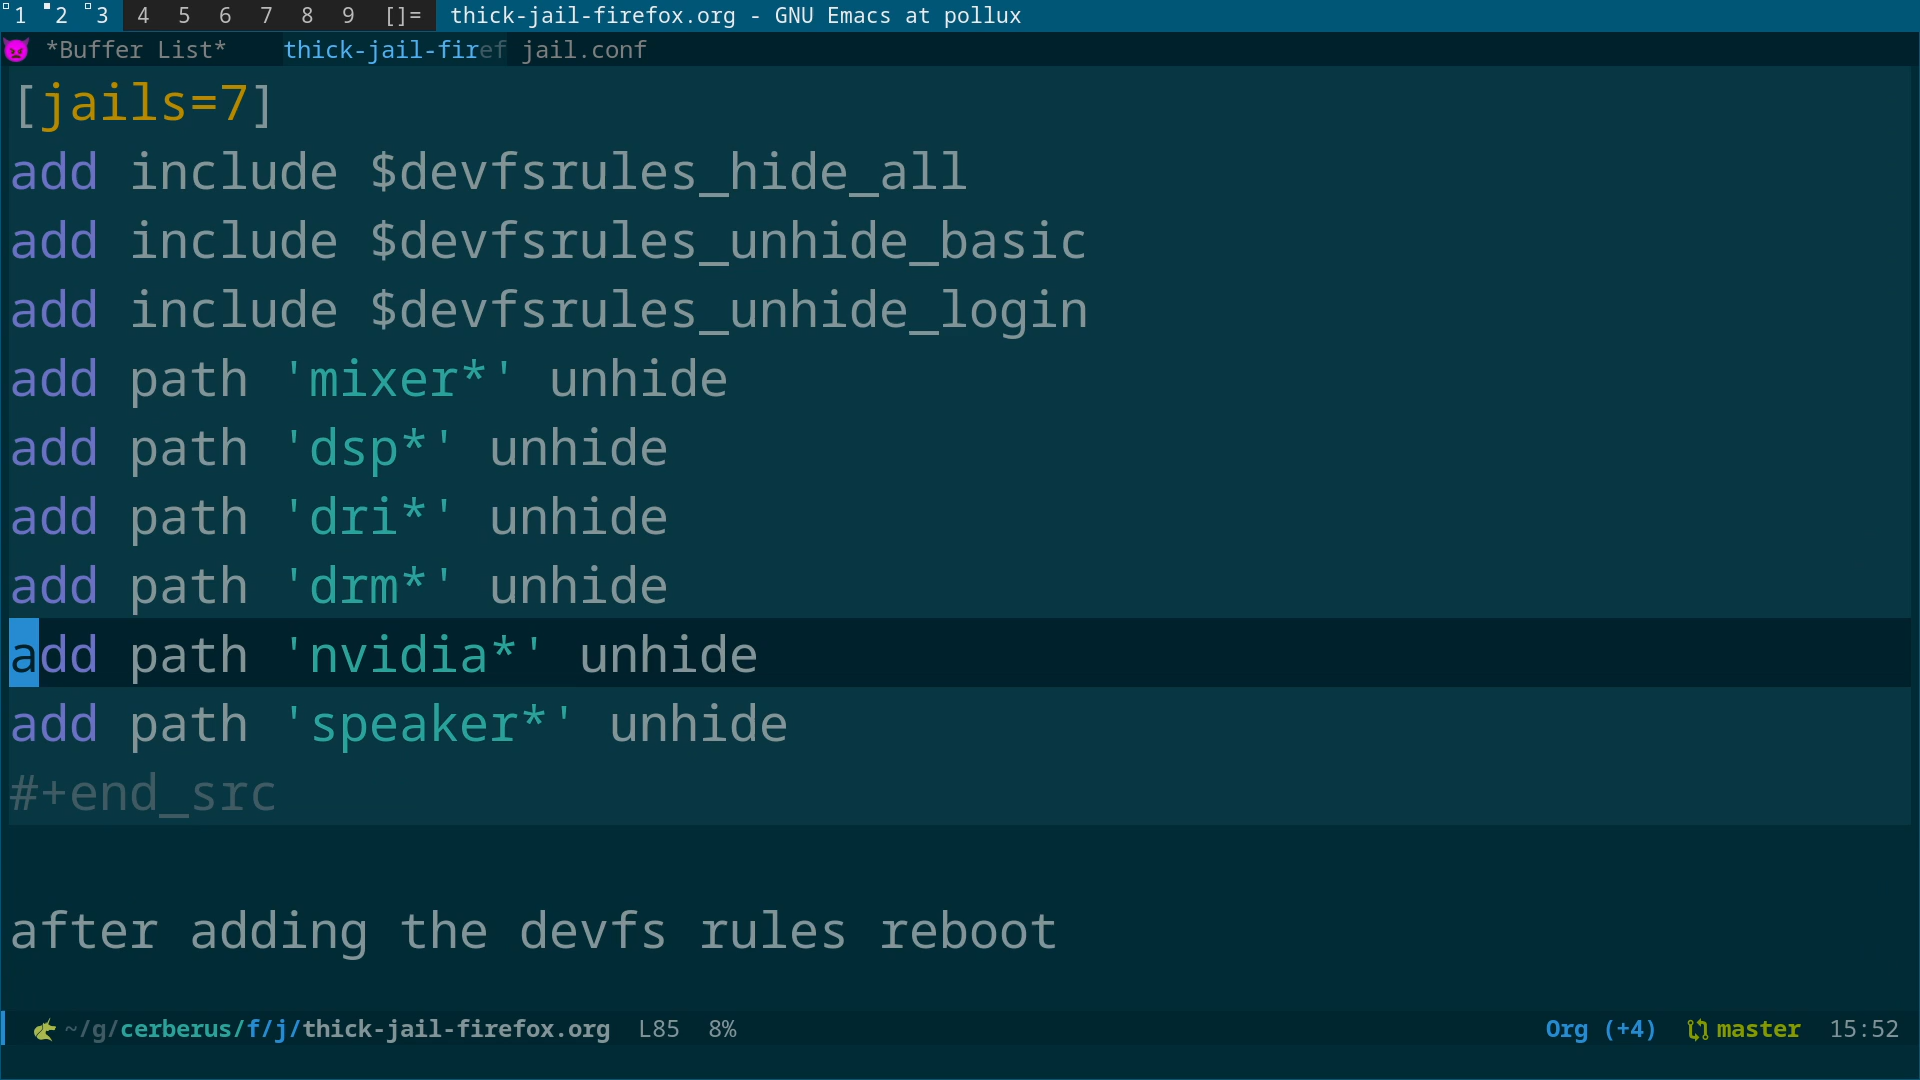 1 2 3 4 5 6 7 8 9 []= thick-jail-firefox.org - GNU Emacs at pollux
*Buffer List* thick-jail-firef jail.conf
[jails=7]
add include $devfsrules_hide_all
add include $devfsrules_unhide_basic
add include $devfsrules_unhide_login
add path 'mixer*' unhide
add path 'dsp*' unhide
add path 'dri*' unhide
add path 'drm*' unhide
add path 'nvidia*' unhide
add path 'speaker*' unhide
#+end_src
after adding the devfs rules reboot
~/g/cerberus/f/j/thick-jail-firefox.org L85 8% Org (+4) master 15:52